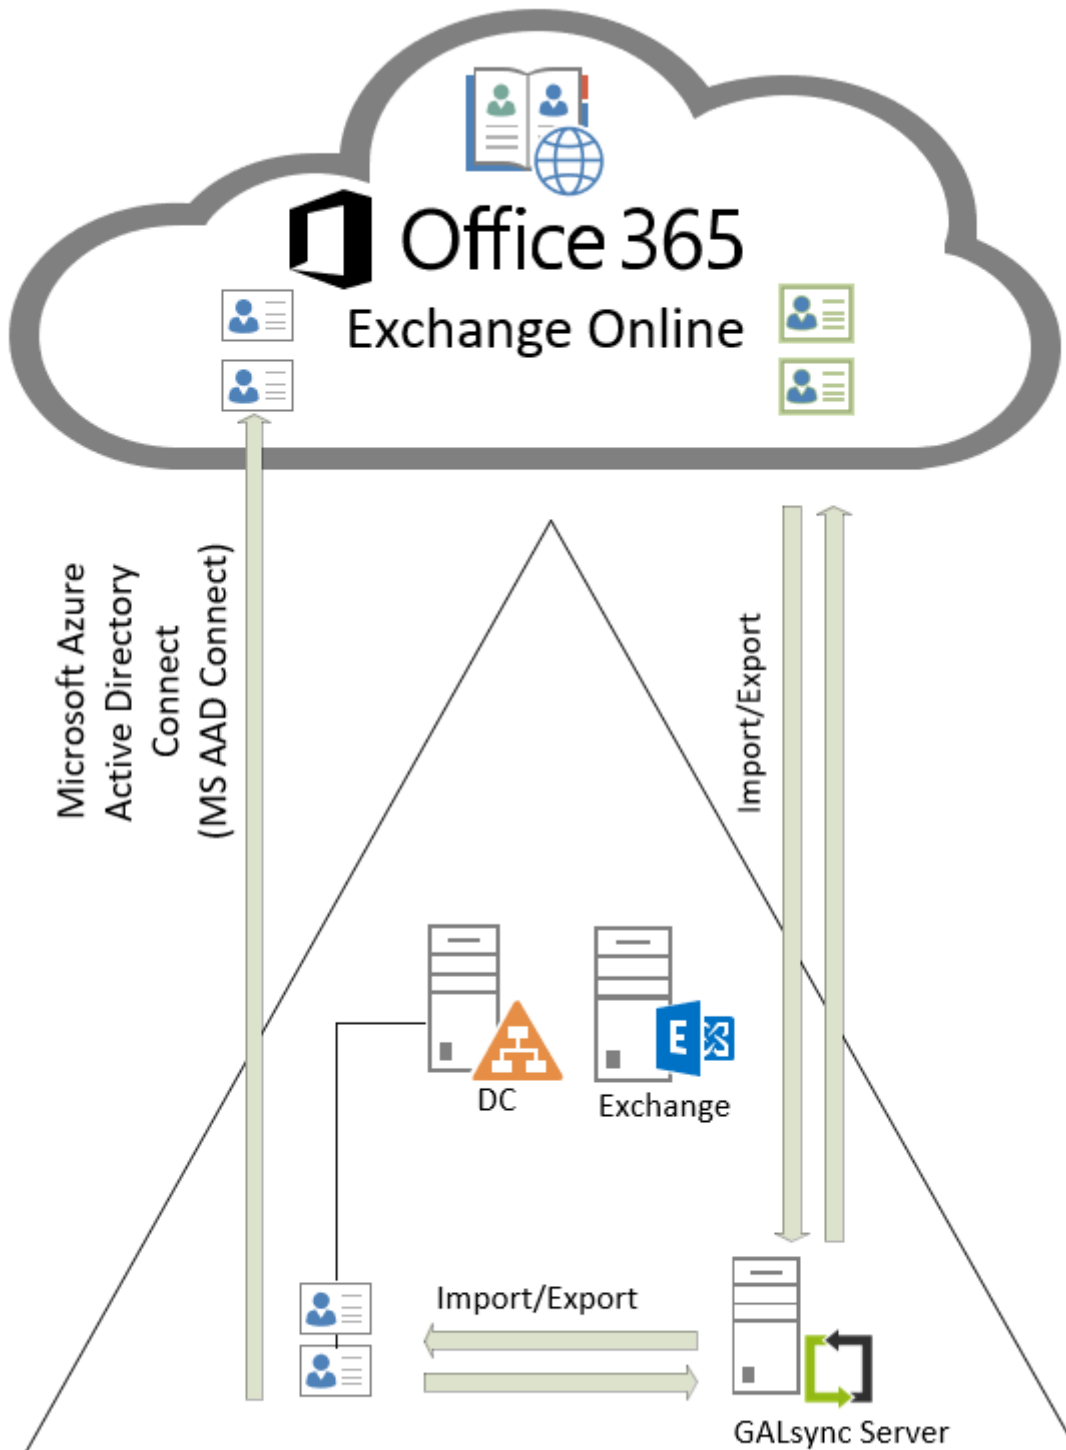 Office 365
Exchange Online
Microsoft Azure
Active Directory
Connect
(MS AAD Connect)
Import/Export
E
DC
Exchange
Import/Export
GALsync Server